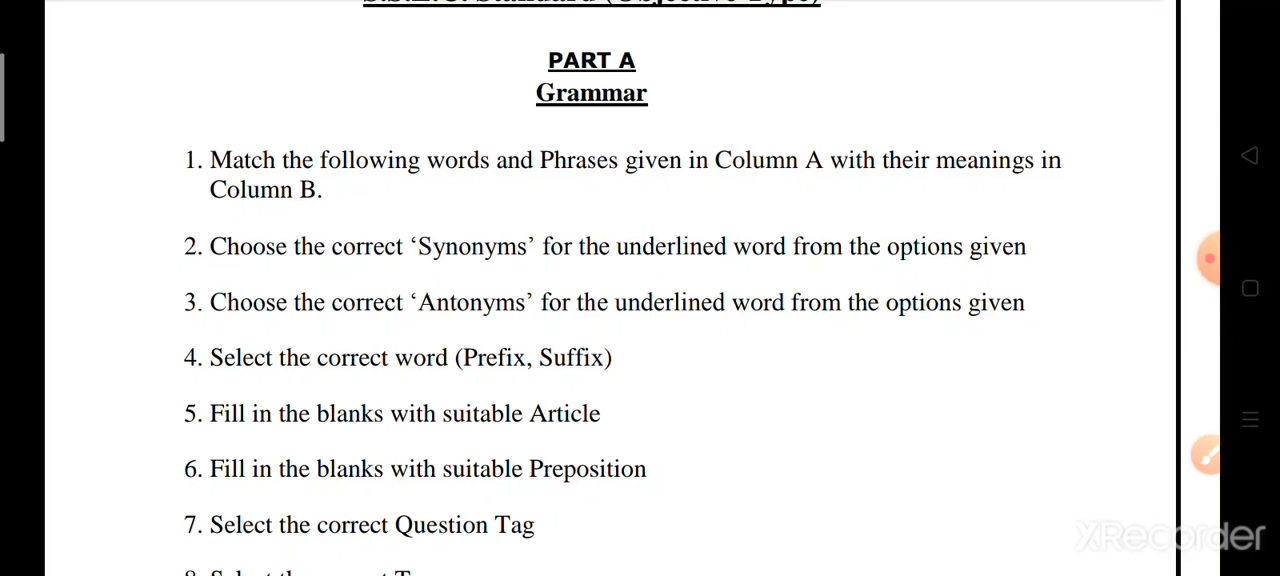 S.S.L.C. Standard (Objective Type)
PART A
Grammar
1. Match the following words and Phrases given in Column A with their meanings in
Column B.
2. Choose the correct ‘Synonyms’ for the underlined word from the options given
3. Choose the correct ‘Antonyms’ for the underlined word from the options given
4. Select the correct word (Prefix, Suffix)
5. Fill in the blanks with suitable Article
6. Fill in the blanks with suitable Preposition
7. Select the correct Question Tag
XRecorder